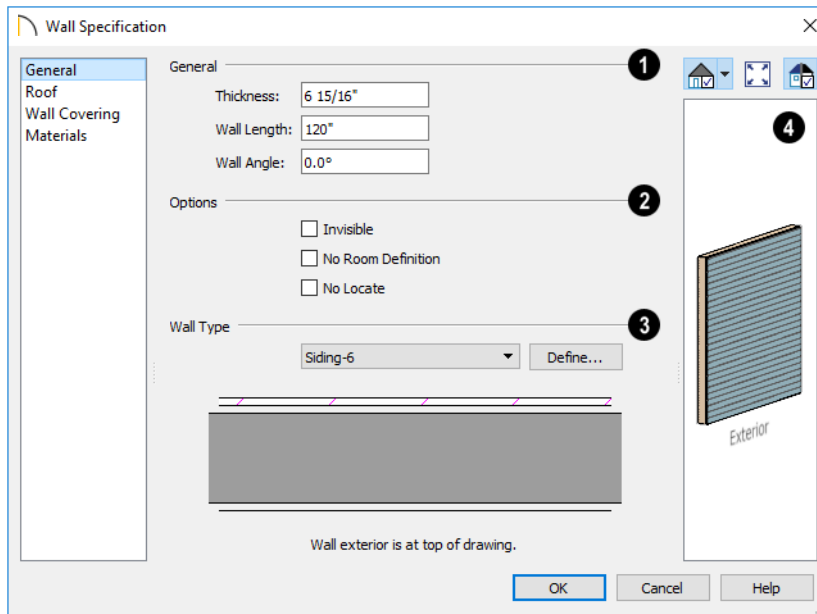 Wall Specification
General
Roof
Wall Covering
Materials
General 1
Thickness: 6 15/16"
Wall Length: 120"
Wall Angle: 0.0°
Options 2
Invisible
No Room Definition
No Locate
Wall Type 3
Siding-6 Define...
Wall exterior is at top of drawing.
4
Exterior
OK Cancel Help